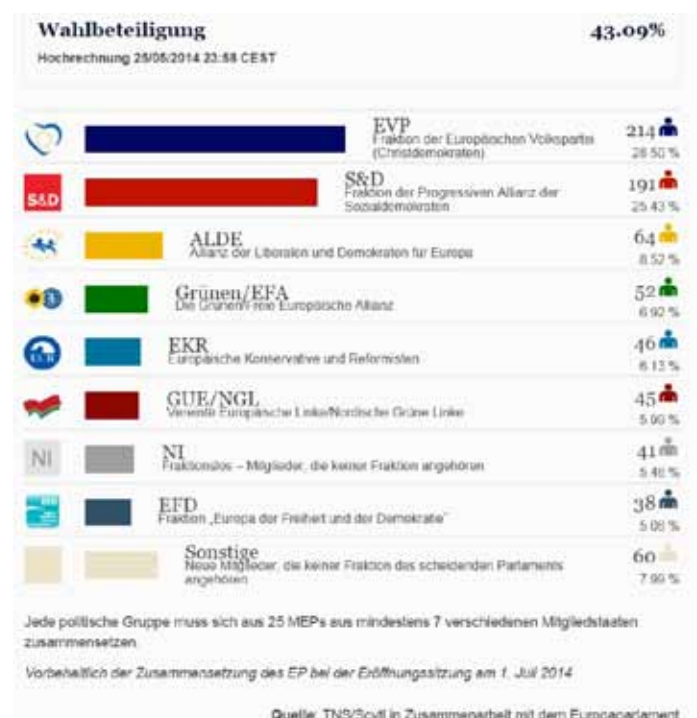 Wahlbeteiligung 43.09%
Hochrechnung 25/05/2014 23:58 CEST
EVP 214
Fraktion der Europäischen Volkspartei
(Christdemokraten) 28.50 %
S&D S&D 191
Fraktion der Progressiven Allianz der
Sozialdemokraten 25.43 %
ALDE 64
Allianz der Liberalen und Demokraten für Europa 8.52 %
Grünen/EFA 52
Die Grünen/Freie Europäische Allianz 6.92 %
EKR 46
Europäische Konservative und Reformisten 6.13 %
GUE/NGL 45
Vereinte Europäische Linke/Nordische Grüne Linke 5.99 %
NI NI 41
Fraktionslos – Mitglieder, die keiner Fraktion angehören 5.46 %
EFD 38
Fraktion „Europa der Freiheit und der Demokratie“ 5.06 %
Sonstige 60
Neue Mitglieder, die keiner Fraktion des scheidenden Parlaments
angehören 7.99 %
Jede politische Gruppe muss sich aus 25 MEPs aus mindestens 7 verschiedenen Mitgliedstaaten
zusammensetzen.
Vorbehaltlich der Zusammensetzung des EP bei der Eröffnungssitzung am 1. Juli 2014
Quelle: TNS/Scytl in Zusammenarbeit mit dem Europaparlament